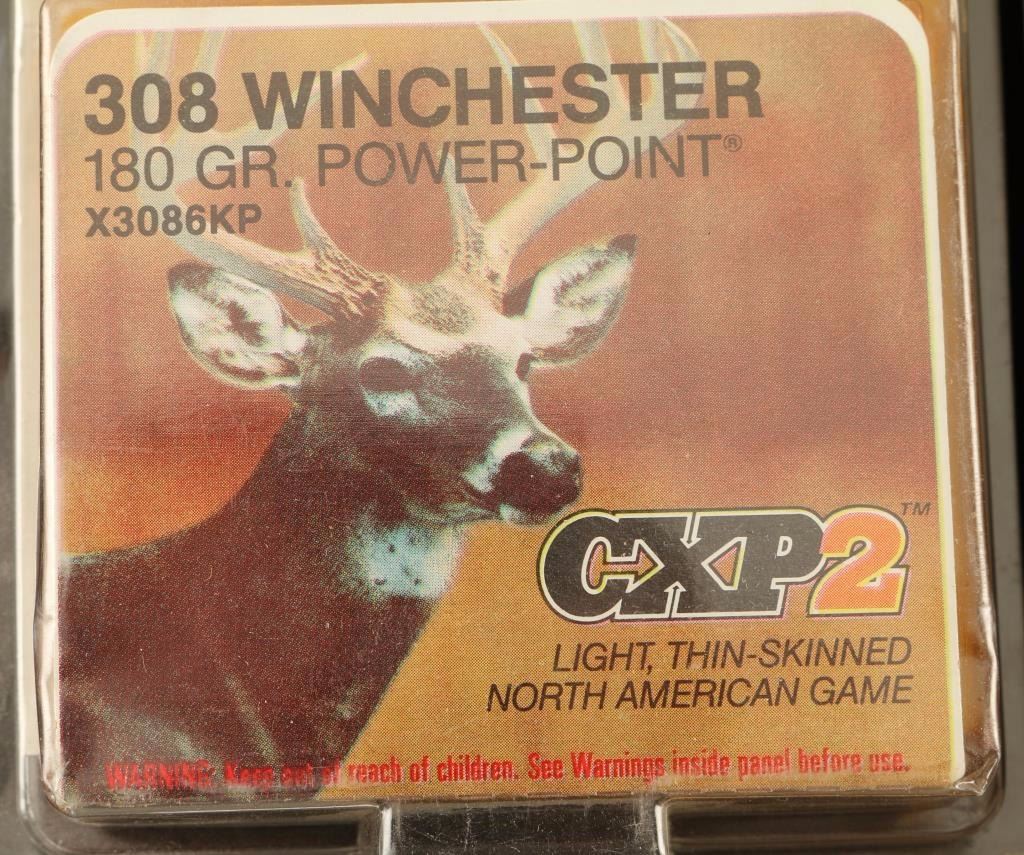 308 WINCHESTER
180 GR. POWER-POINT®
X3086KP
CXP2™
LIGHT, THIN-SKINNED
NORTH AMERICAN GAME
WARNING: Keep out of reach of children. See Warnings inside panel before use.